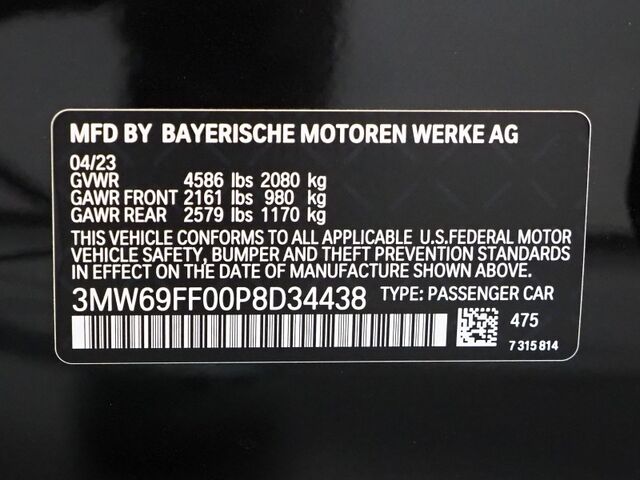 MFD BY BAYERISCHE MOTOREN WERKE AG
04/23
GVWR 4586 lbs 2080 kg
GAWR FRONT 2161 lbs 980 kg
GAWR REAR 2579 lbs 1170 kg
THIS VEHICLE CONFORMS TO ALL APPLICABLE U.S.FEDERAL MOTOR
VEHICLE SAFETY, BUMPER AND THEFT PREVENTION STANDARDS
IN EFFECT ON THE DATE OF MANUFACTURE SHOWN ABOVE.
3MW69FF00P8D34438 TYPE: PASSENGER CAR
475
7 315 814